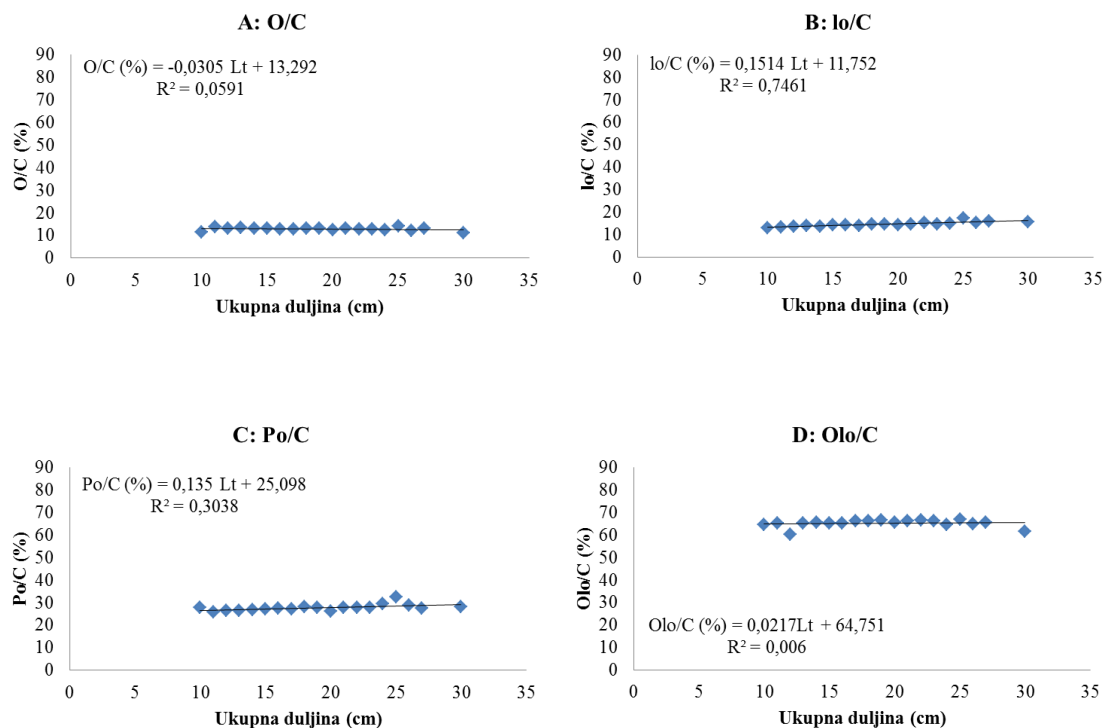 A: O/C
O/C (%) = -0,0305 Lt + 13,292
R² = 0,0591
O/C (%)
90
80
70
60
50
40
30
20
10
0
0 5 10 15 20 25 30 35
Ukupna duljina (cm)
B: lo/C
lo/C (%) = 0,1514 Lt + 11,752
R² = 0,7461
lo/C (%)
90
80
70
60
50
40
30
20
10
0
0 5 10 15 20 25 30 35
Ukupna duljina (cm)
C: Po/C
Po/C (%) = 0,135 Lt + 25,098
R² = 0,3038
Po/C (%)
90
80
70
60
50
40
30
20
10
0
0 5 10 15 20 25 30 35
Ukupna duljina (cm)
D: Olo/C
Olo/C (%)
90
80
70
60
50
40
30
20
10
0
Olo/C (%) = 0,0217Lt + 64,751
R² = 0,006
0 5 10 15 20 25 30 35
Ukupna duljina (cm)